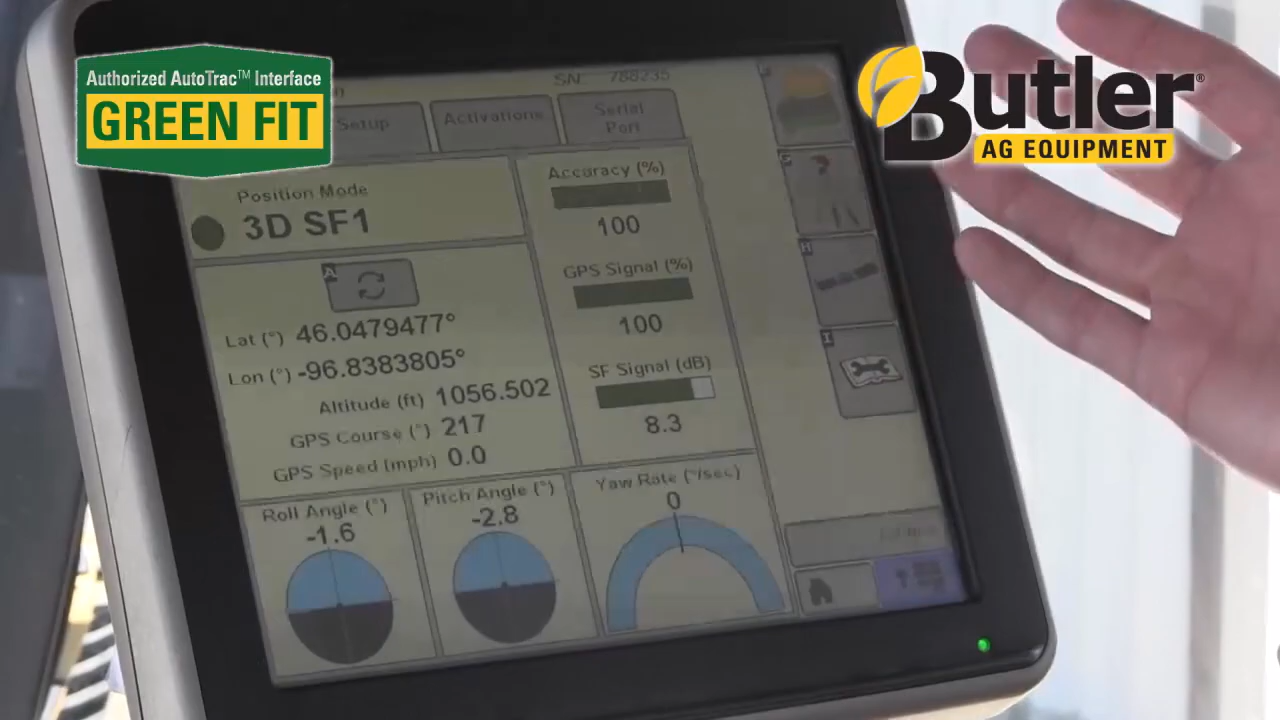 Authorized AutoTrac™ Interface
GREEN FIT
Butler®
AG EQUIPMENT
SN: 788235
Setup
Activations
Serial
Port
Position Mode
3D SF1
Accuracy (%)
100
A
GPS Signal (%)
100
Lat (°) 46.0479477°
Lon (°) -96.8383805°
Altitude (ft) 1056.502
GPS Course (°) 217
GPS Speed (mph) 0.0
SF Signal (dB)
8.3
G
H
I
Roll Angle (°)
-1.6
Pitch Angle (°)
-2.8
Yaw Rate (°/sec)
0